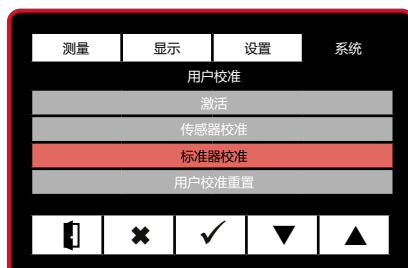 测量 显示 设置 系统
用户校准
激活
传感器校准
标准器校准
用户校准重置